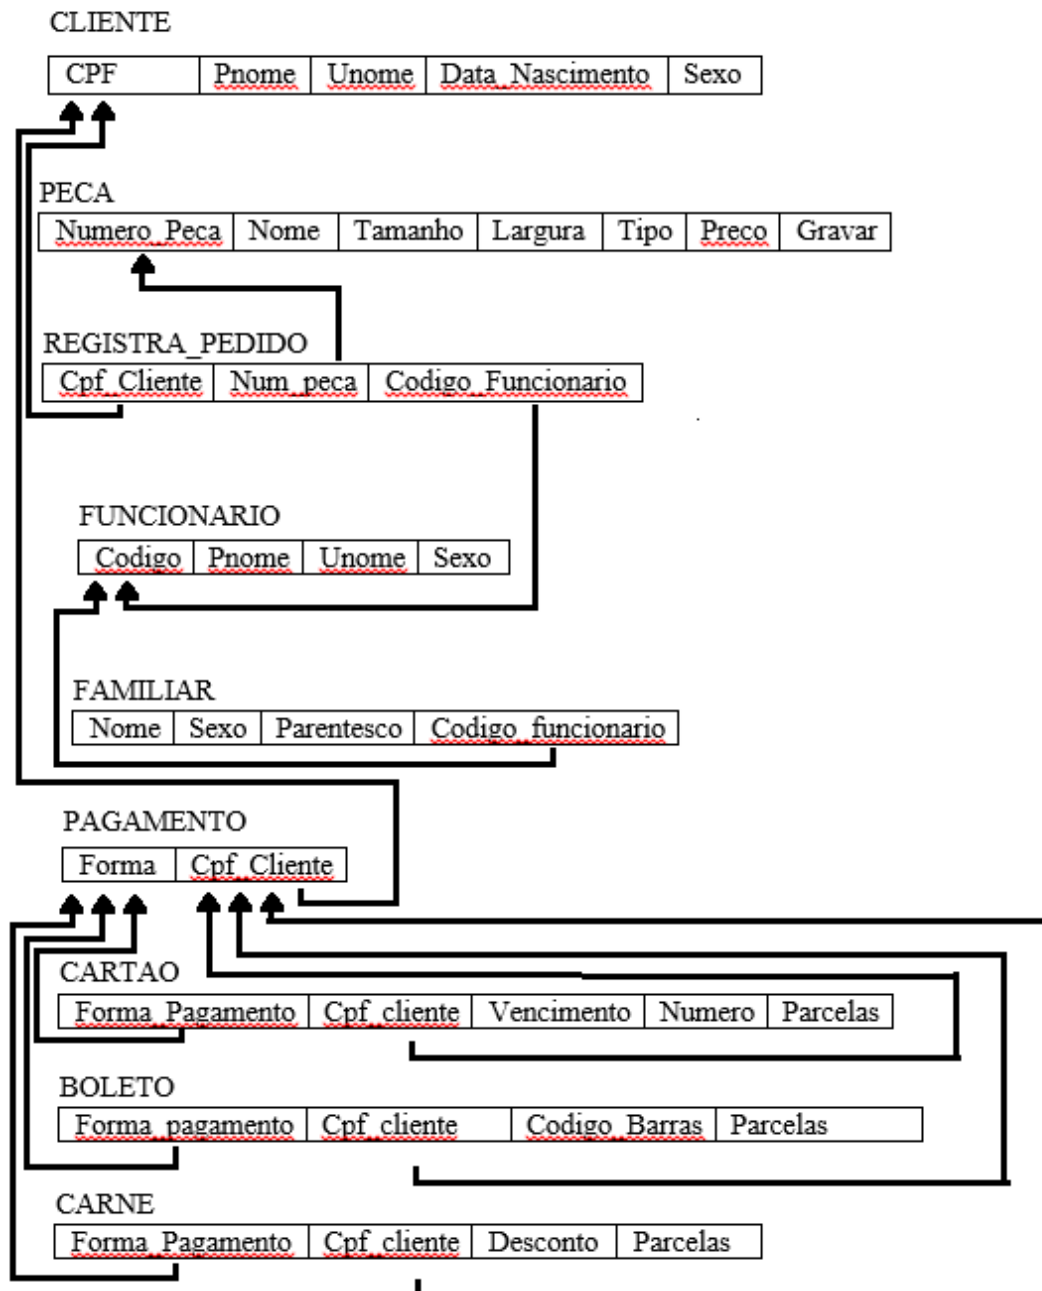 CLIENTE
CPF Pnome Unome Data_Nascimento Sexo
PECA
Numero_Peca Nome Tamanho Largura Tipo Preco Gravar
REGISTRA_PEDIDO
Cpf_Cliente Num_peca Codigo_Funcionario
FUNCIONARIO
Codigo Pnome Unome Sexo
FAMILIAR
Nome Sexo Parentesco Codigo_funcionario
PAGAMENTO
Forma Cpf_Cliente
CARTAO
Forma_Pagamento Cpf_cliente Vencimento Numero Parcelas
BOLETO
Forma_pagamento Cpf_cliente Codigo_Barras Parcelas
CARNE
Forma_Pagamento Cpf_cliente Desconto Parcelas